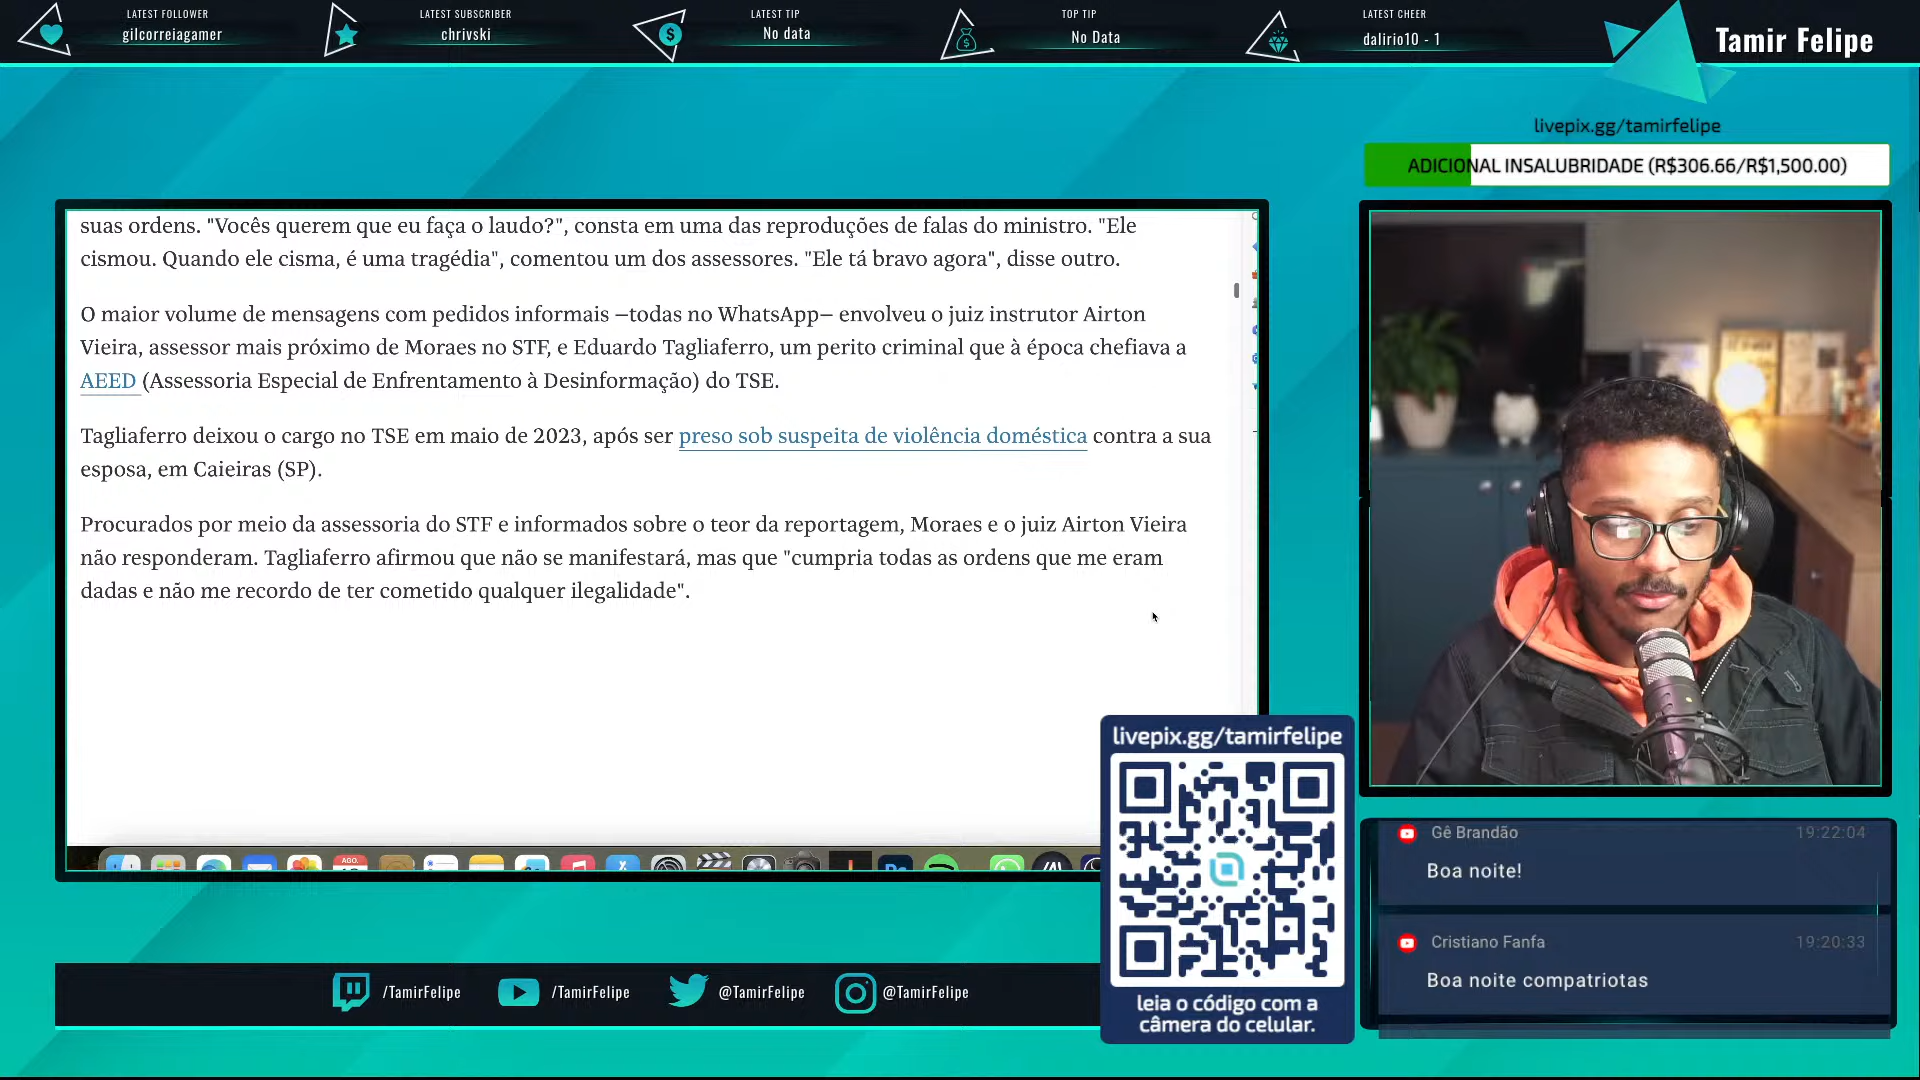 LATEST FOLLOWER
gilcorreiagamer
LATEST SUBSCRIBER
chrivski
LATEST TIP
No data
TOP TIP
No Data
LATEST CHEER
dalirio10 - 1
Tamir Felipe
livepix.gg/tamirfelipe
ADICIONAL INSALUBRIDADE (R$306.66/R$1,500.00)
suas ordens. "Vocês querem que eu faça o laudo?", consta em uma das reproduções de falas do ministro. "Ele
cismou. Quando ele cisma, é uma tragédia", comentou um dos assessores. "Ele tá bravo agora", disse outro.
O maior volume de mensagens com pedidos informais —todas no WhatsApp— envolveu o juiz instrutor Airton
Vieira, assessor mais próximo de Moraes no STF, e Eduardo Tagliaferro, um perito criminal que à época chefiava a
AEED (Assessoria Especial de Enfrentamento à Desinformação) do TSE.
Tagliaferro deixou o cargo no TSE em maio de 2023, após ser preso sob suspeita de violência doméstica contra a sua
esposa, em Caieiras (SP).
Procurados por meio da assessoria do STF e informados sobre o teor da reportagem, Moraes e o juiz Airton Vieira
não responderam. Tagliaferro afirmou que não se manifestará, mas que "cumpria todas as ordens que me eram
dadas e não me recordo de ter cometido qualquer ilegalidade".
AGO.
livepix.gg/tamirfelipe
leia o código com a
câmera do celular.
Gê Brandão
19:22:04
Boa noite!
Cristiano Fanfa
19:20:33
Boa noite compatriotas
/TamirFelipe
/TamirFelipe
@TamirFelipe
@TamirFelipe